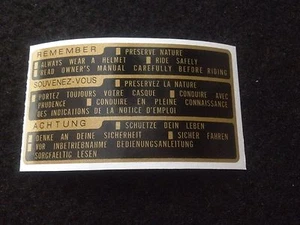 REMEMBER ■ PRESERVE NATURE
■ ALWAYS WEAR A HELMET ■ RIDE SAFELY
■ READ OWNER'S MANUAL CAREFULLY BEFORE RIDING
SOUVENEZ-VOUS ■ PRESERVEZ LA NATURE
■ PORTEZ TOUJOURS VOTRE CASQUE ■ CONDUIRE AVEC
PRUDENCE ■ CONDUIRE EN PLEINE CONNAISSANCE
DES INDICATIONS DE LA NOTICE D'EMPLOI
ACHTUNG ■ SCHUETZE DEIN LEBEN
■ DENKE AN DEINE SICHERHEIT ■ SICHER FAHREN
■ VOR INBETRIEBNAHME BEDIENUNGSANLEITUNG
SORGFAELTIG LESEN